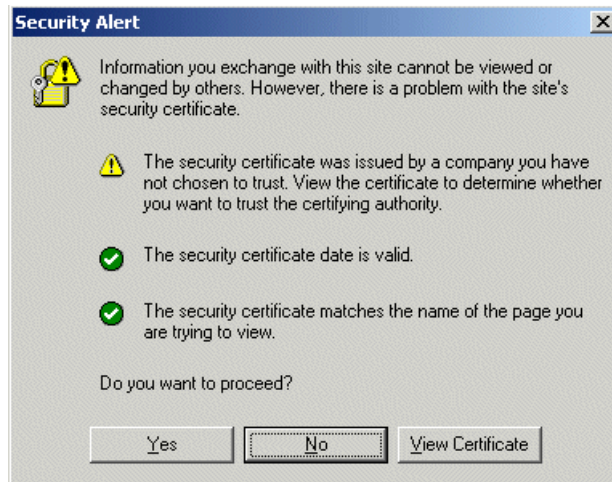 Security Alert
Information you exchange with this site cannot be viewed or
changed by others. However, there is a problem with the site's
security certificate.
The security certificate was issued by a company you have
not chosen to trust. View the certificate to determine whether
you want to trust the certifying authority.
The security certificate date is valid.
The security certificate matches the name of the page you
are trying to view.
Do you want to proceed?
Yes No View Certificate